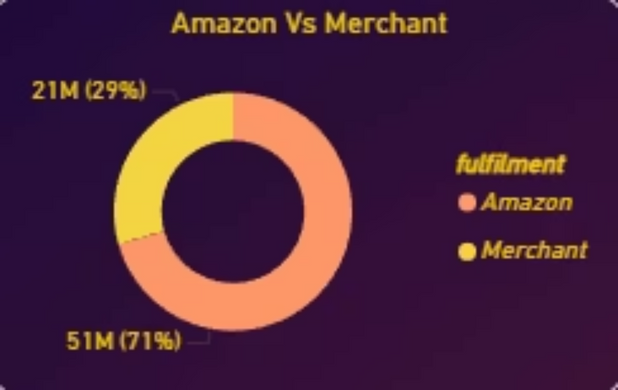 Amazon Vs Merchant
21M (29%)
fulfilment
Amazon
Merchant
51M (71%)